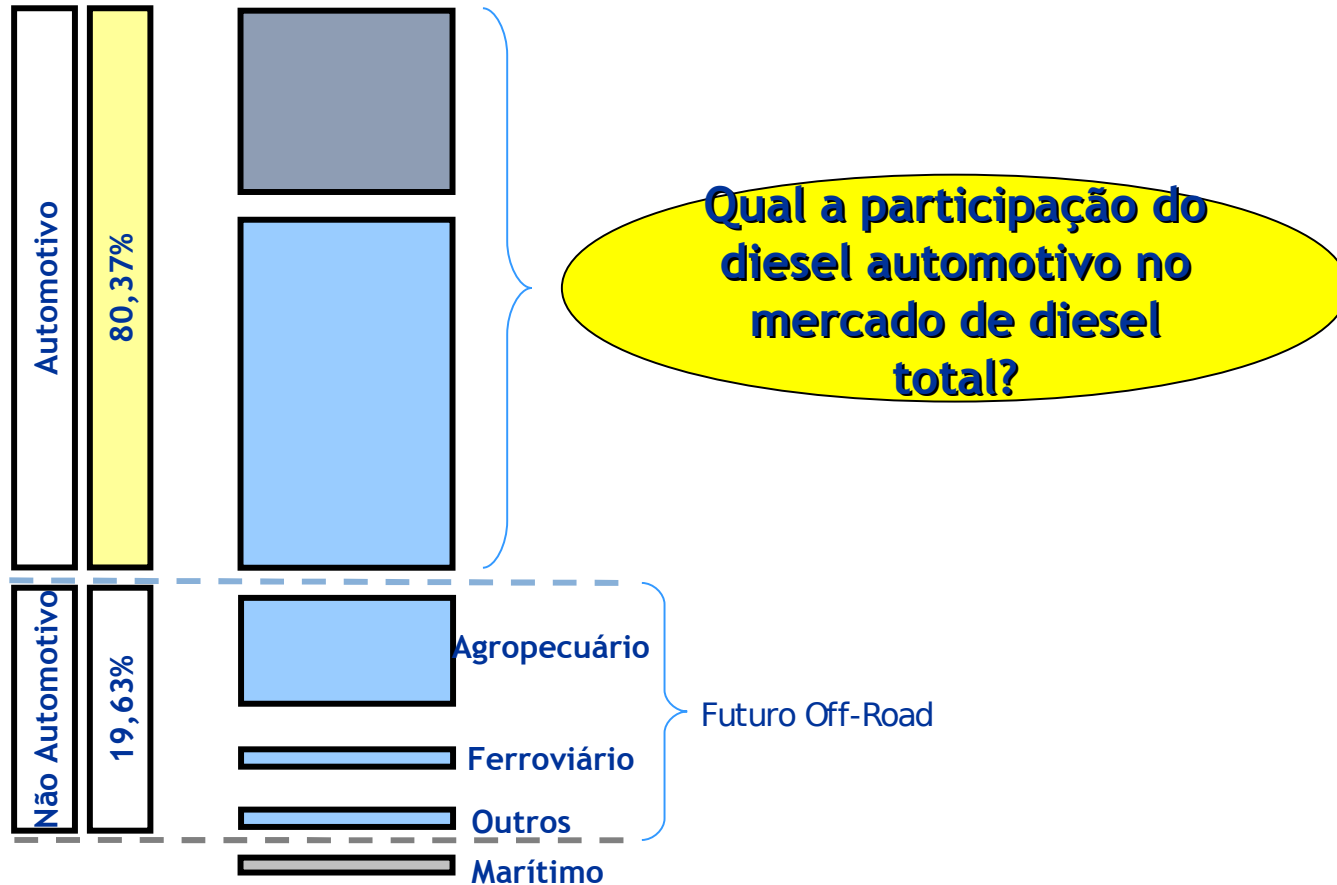 Automotivo
80,37%
Qual a participação do
diesel automotivo no
mercado de diesel
total?
Não Automotivo
19,63%
Agropecuário
Ferroviário
Outros
Futuro Off-Road
Marítimo